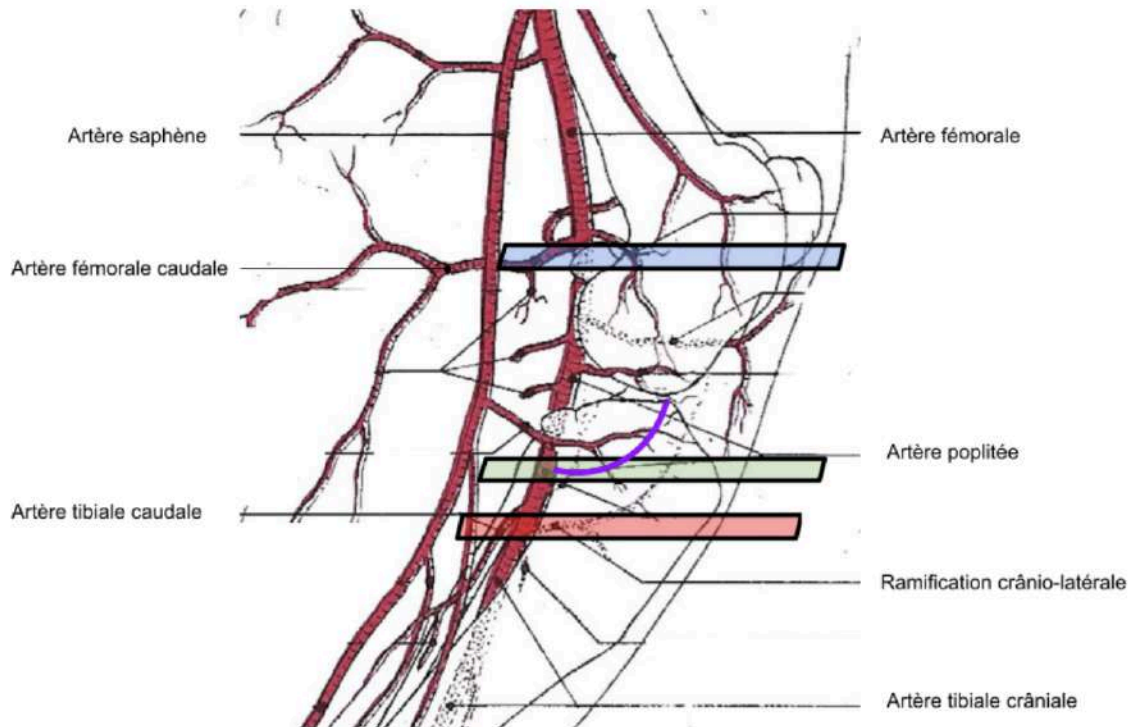 Artère saphène
Artère fémorale
Artère fémorale caudale
Artère poplitée
Artère tibiale caudale
Ramification crânio-latérale
Artère tibiale crâniale